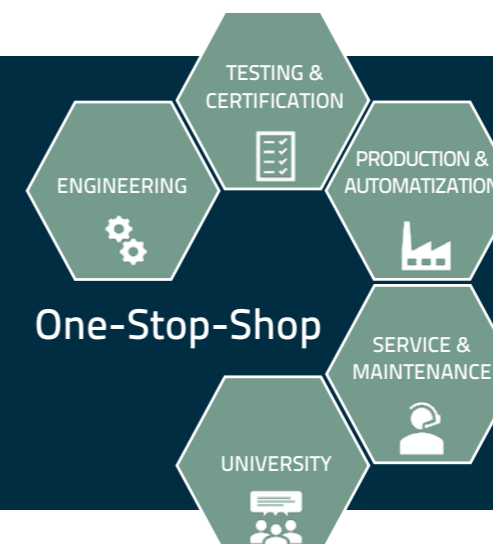 TESTING &
CERTIFICATION
ENGINEERING
PRODUCTION &
AUTOMATIZATION
One-Stop-Shop
SERVICE &
MAINTENANCE
UNIVERSITY